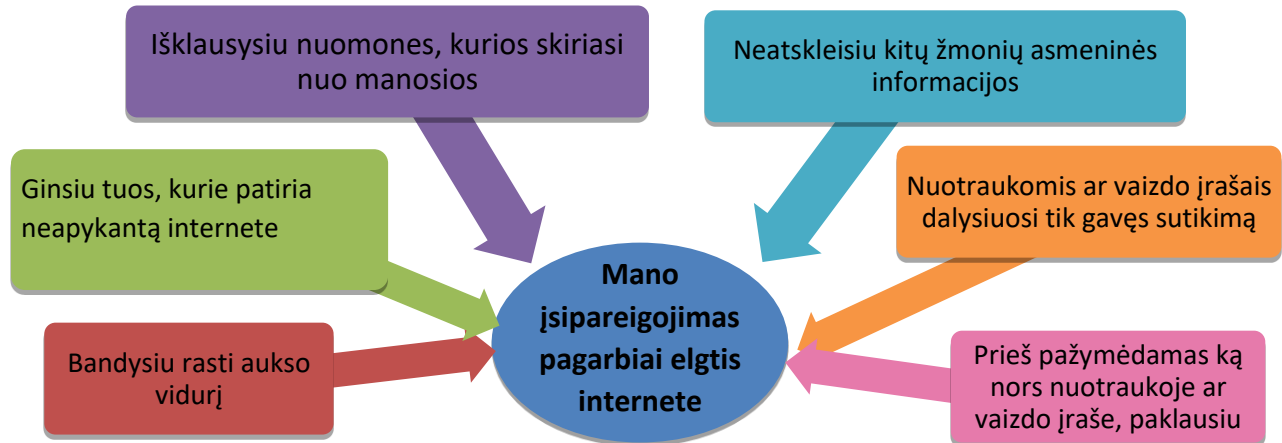 Išklausysiu nuomones, kurios skiriasi
nuo manosios
Neatskleisiu kitų žmonių asmeninės
informacijos
Ginsiu tuos, kurie patiria
neapykantą internete
Nuotraukomis ar vaizdo įrašais
dalysiuosi tik gavęs sutikimą
Mano
įsipareigojimas
pagarbiai elgtis
internete
Bandysiu rasti aukso
vidurį
Prieš pažymėdamas ką
nors nuotraukoje ar
vaizdo įraše, paklausiu